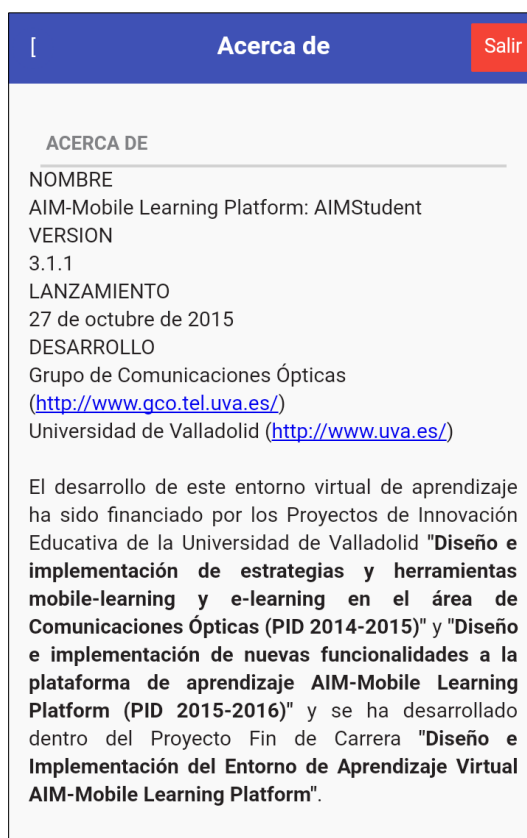 [
Acerca de
Salir
ACERCA DE
NOMBRE
AIM-Mobile Learning Platform: AIMStudent
VERSION
3.1.1
LANZAMIENTO
27 de octubre de 2015
DESARROLLO
Grupo de Comunicaciones Ópticas
(http://www.gco.tel.uva.es/)
Universidad de Valladolid (http://www.uva.es/)
El desarrollo de este entorno virtual de aprendizaje
ha sido financiado por los Proyectos de Innovación
Educativa de la Universidad de Valladolid "Diseño e
implementación de estrategias y herramientas
mobile-learning y e-learning en el área de
Comunicaciones Ópticas (PID 2014-2015)" y "Diseño
e implementación de nuevas funcionalidades a la
plataforma de aprendizaje AIM-Mobile Learning
Platform (PID 2015-2016)" y se ha desarrollado
dentro del Proyecto Fin de Carrera "Diseño e
Implementación del Entorno de Aprendizaje Virtual
AIM-Mobile Learning Platform".